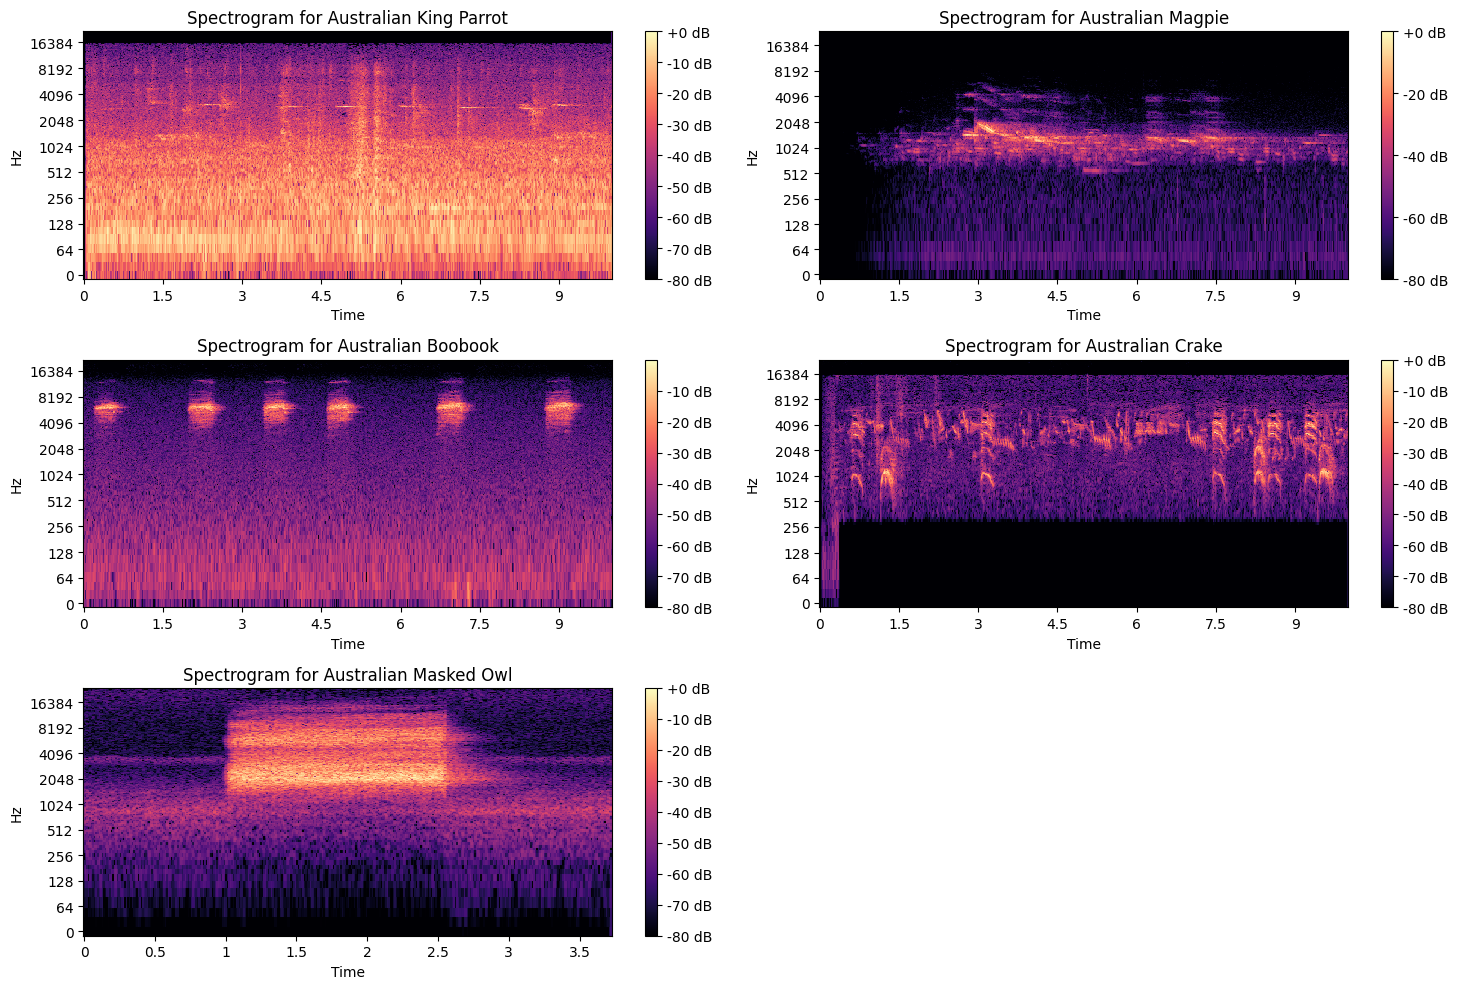 Spectrogram for Australian King Parrot
Hz
16384
8192
4096
2048
1024
512
256
128
64
0
0 1.5 3 4.5 6 7.5 9
Time
+0 dB
-10 dB
-20 dB
-30 dB
-40 dB
-50 dB
-60 dB
-70 dB
-80 dB
Spectrogram for Australian Magpie
Hz
16384
8192
4096
2048
1024
512
256
128
64
0
0 1.5 3 4.5 6 7.5 9
Time
+0 dB
-20 dB
-40 dB
-60 dB
-80 dB
Spectrogram for Australian Boobook
Hz
16384
8192
4096
2048
1024
512
256
128
64
0
0 1.5 3 4.5 6 7.5 9
Time
-10 dB
-20 dB
-30 dB
-40 dB
-50 dB
-60 dB
-70 dB
-80 dB
Spectrogram for Australian Crake
Hz
16384
8192
4096
2048
1024
512
256
128
64
0
0 1.5 3 4.5 6 7.5 9
Time
+0 dB
-10 dB
-20 dB
-30 dB
-40 dB
-50 dB
-60 dB
-70 dB
-80 dB
Spectrogram for Australian Masked Owl
Hz
16384
8192
4096
2048
1024
512
256
128
64
0
0 0.5 1 1.5 2 2.5 3 3.5
Time
+0 dB
-10 dB
-20 dB
-30 dB
-40 dB
-50 dB
-60 dB
-70 dB
-80 dB